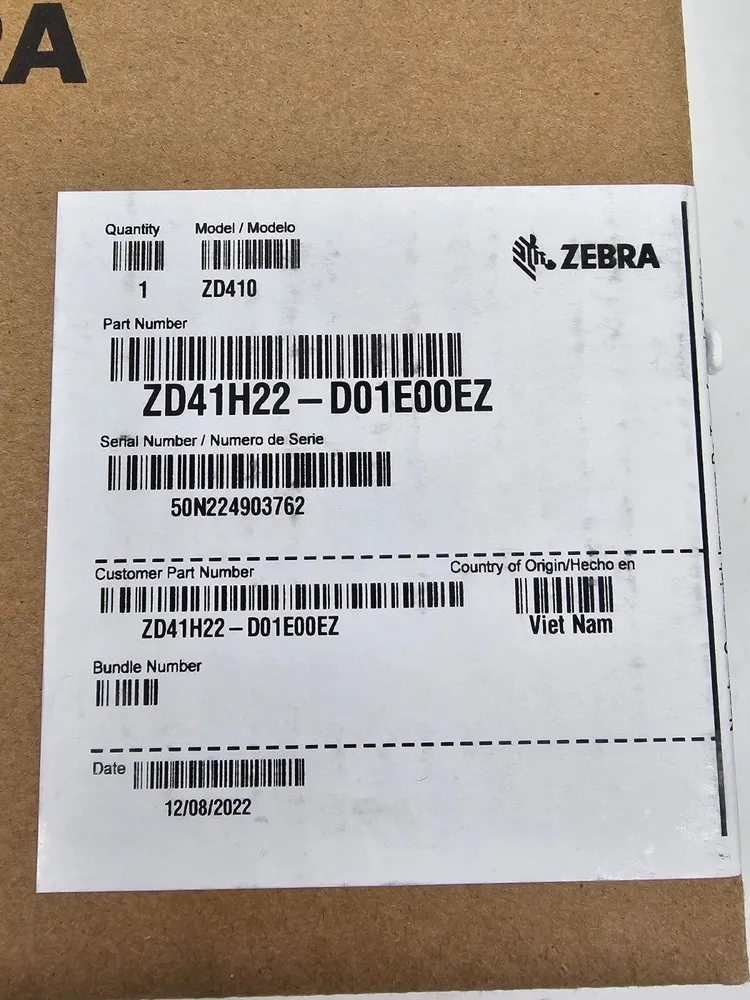 RA
Quantity
Model / Modelo
ZEBRA
1
ZD410
Part Number
ZD41H22-D01E00EZ
Serial Number / Numero de Serie
50N224903762
Customer Part Number
Country of Origin/Hecho en
ZD41H22-D01E00EZ
Viet Nam
Bundle Number
Date
12/08/2022